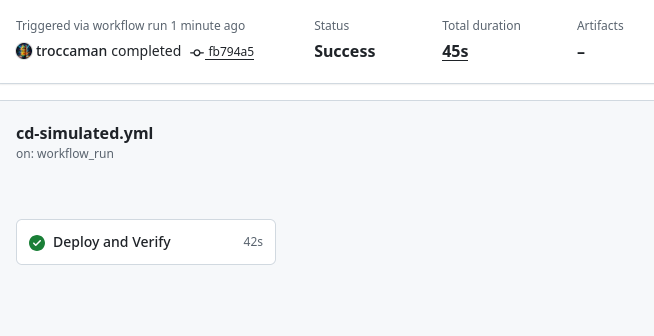 Triggered via workflow run 1 minute ago
troccaman completed fb794a5
Status
Success
Total duration
45s
Artifacts
–
cd-simulated.yml
on: workflow_run
Deploy and Verify 42s